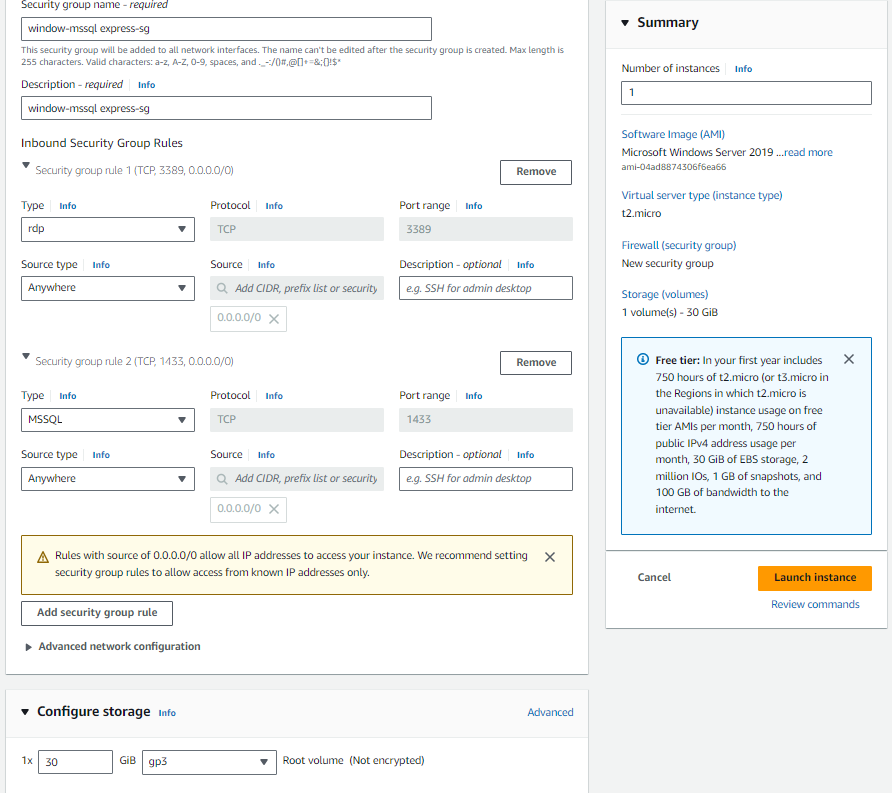 Security group name - required
window-mssql express-sg
This security group will be added to all network interfaces. The name can't be edited after the security group is created. Max length is
255 characters. Valid characters: a-z, A-Z, 0-9, spaces, and ._-:/()#,@[]+=&;{}!$*
Description - required Info
window-mssql express-sg
Inbound Security Group Rules
Security group rule 1 (TCP, 3389, 0.0.0.0/0)
Remove
Type Info
Protocol Info
Port range Info
rdp
TCP
3389
Source type Info
Source Info
Description - optional Info
Anywhere
Add CIDR, prefix list or security
e.g. SSH for admin desktop
0.0.0.0/0
Security group rule 2 (TCP, 1433, 0.0.0.0/0)
Remove
Type Info
Protocol Info
Port range Info
MSSQL
TCP
1433
Source type Info
Source Info
Description - optional Info
Anywhere
Add CIDR, prefix list or security
e.g. SSH for admin desktop
0.0.0.0/0
Rules with source of 0.0.0.0/0 allow all IP addresses to access your instance. We recommend setting
security group rules to allow access from known IP addresses only.
Add security group rule
Advanced network configuration
Configure storage Info
Advanced
1x
30
GiB
gp3
Root volume (Not encrypted)
Summary
Number of instances Info
1
Software Image (AMI)
Microsoft Windows Server 2019 ...read more
ami-04ad8874306f6ea66
Virtual server type (instance type)
t2.micro
Firewall (security group)
New security group
Storage (volumes)
1 volume(s) - 30 GiB
Free tier: In your first year includes
750 hours of t2.micro (or t3.micro in
the Regions in which t2.micro is
unavailable) instance usage on free
tier AMIs per month, 750 hours of
public IPv4 address usage per
month, 30 GiB of EBS storage, 2
million IOs, 1 GB of snapshots, and
100 GB of bandwidth to the
internet.
Cancel
Launch instance
Review commands